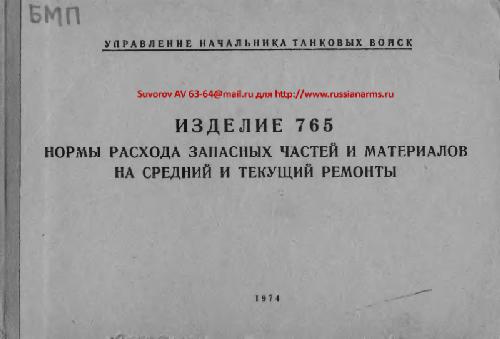 БМП
УПРАВЛЕНИЕ НАЧАЛЬНИКА ТАНКОВЫХ ВОЙСК
Suvorov AV 63-64@mail.ru для http://www.russianarms.ru
ИЗДЕЛИЕ 765
НОРМЫ РАСХОДА ЗАПАСНЫХ ЧАСТЕЙ И МАТЕРИАЛОВ
НА СРЕДНИЙ И ТЕКУЩИЙ РЕМОНТЫ
1974